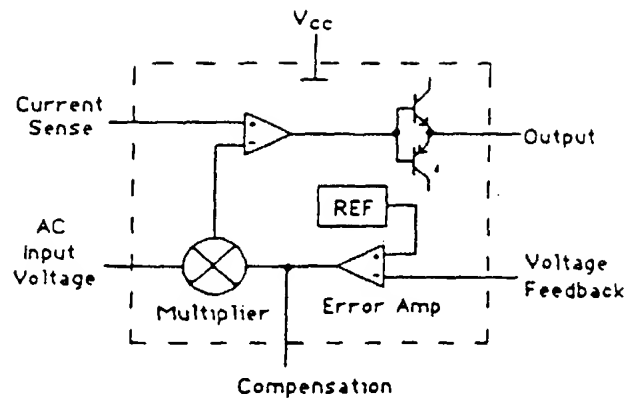 Vcc
Current
Sense
+
-
Output
REF
AC
Input
Voltage
+
-
Voltage
Feedback
Multiplier
Error Amp
Compensation